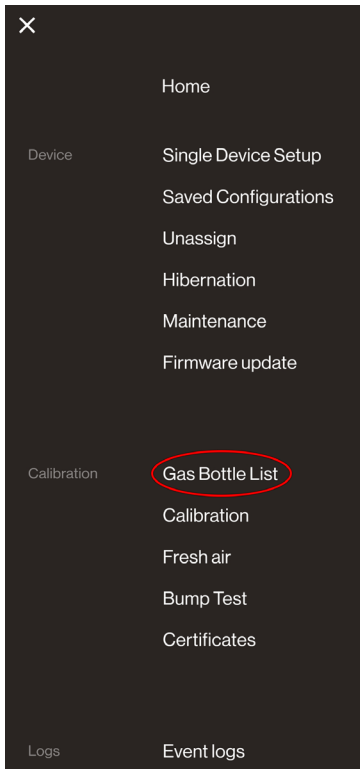 Home
Device
Single Device Setup
Saved Configurations
Unassign
Hibernation
Maintenance
Firmware update
Calibration
Gas Bottle List
Calibration
Fresh air
Bump Test
Certificates
Logs
Event logs